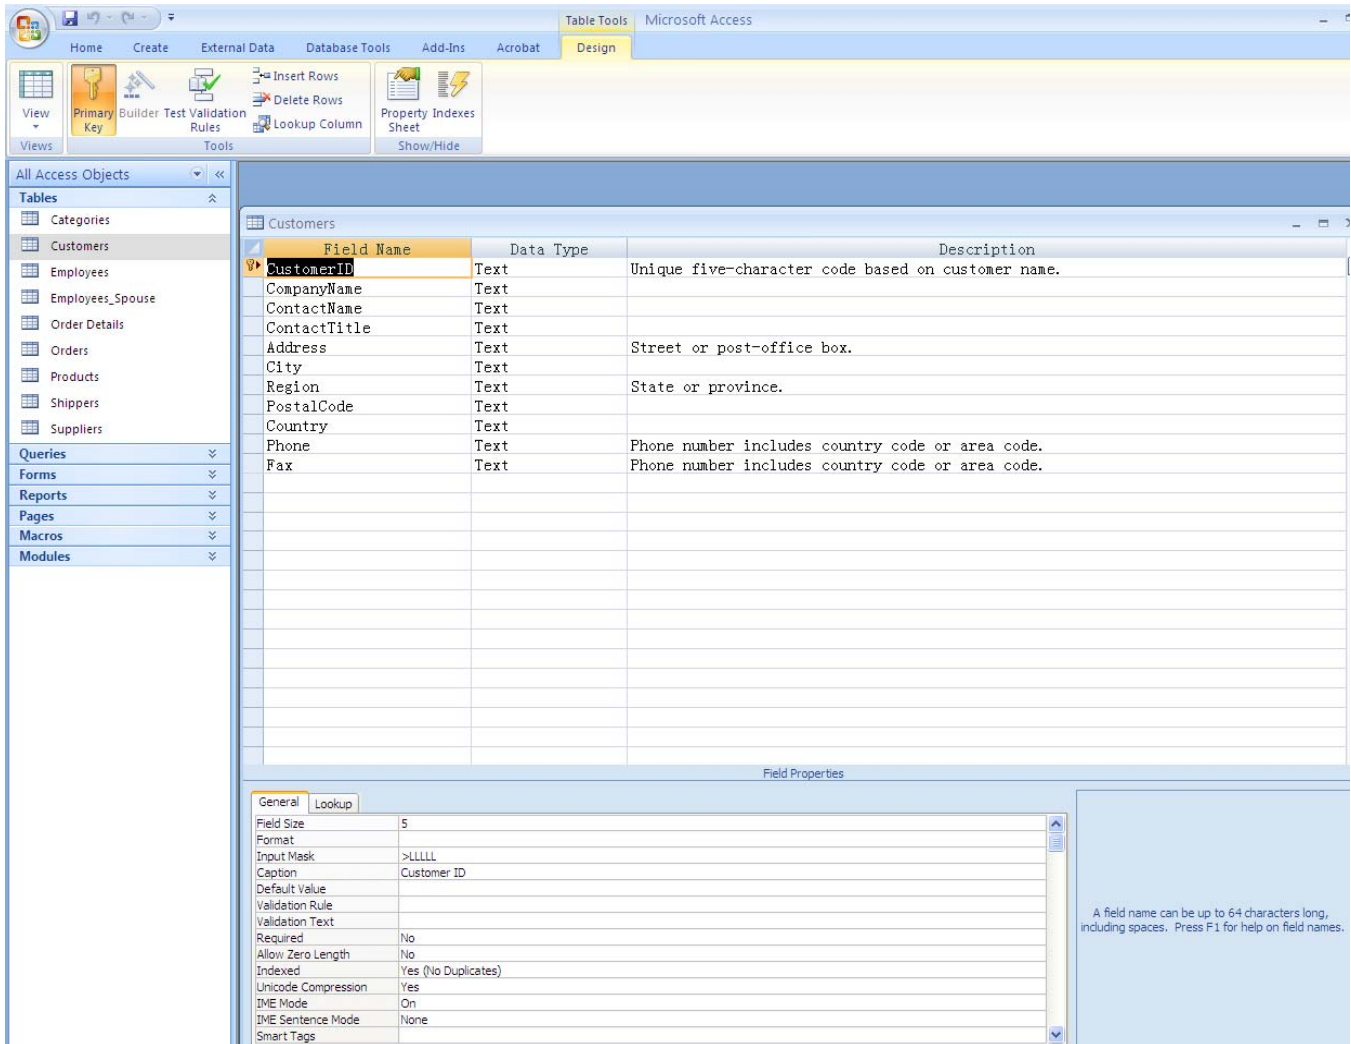 Table Tools Microsoft Access
Home Create External Data Database Tools Add-Ins Acrobat Design
View
Views
Primary Key
Builder
Test Validation Rules
Insert Rows
Delete Rows
Lookup Column
Tools
Property Sheet
Indexes
Show/Hide
All Access Objects
Tables
Categories
Customers
Employees
Employees_Spouse
Order Details
Orders
Products
Shippers
Suppliers
Queries
Forms
Reports
Pages
Macros
Modules
Customers
Field Name Data Type Description
CustomerID Text Unique five-character code based on customer name.
CompanyName Text
ContactName Text
ContactTitle Text
Address Text Street or post-office box.
City Text
Region Text State or province.
PostalCode Text
Country Text
Phone Text Phone number includes country code or area code.
Fax Text Phone number includes country code or area code.
Field Properties
General Lookup
Field Size 5
Format
Input Mask >LLLLL
Caption Customer ID
Default Value
Validation Rule
Validation Text
Required No
Allow Zero Length No
Indexed Yes (No Duplicates)
Unicode Compression Yes
IME Mode On
IME Sentence Mode None
Smart Tags
A field name can be up to 64 characters long,
including spaces. Press F1 for help on field names.